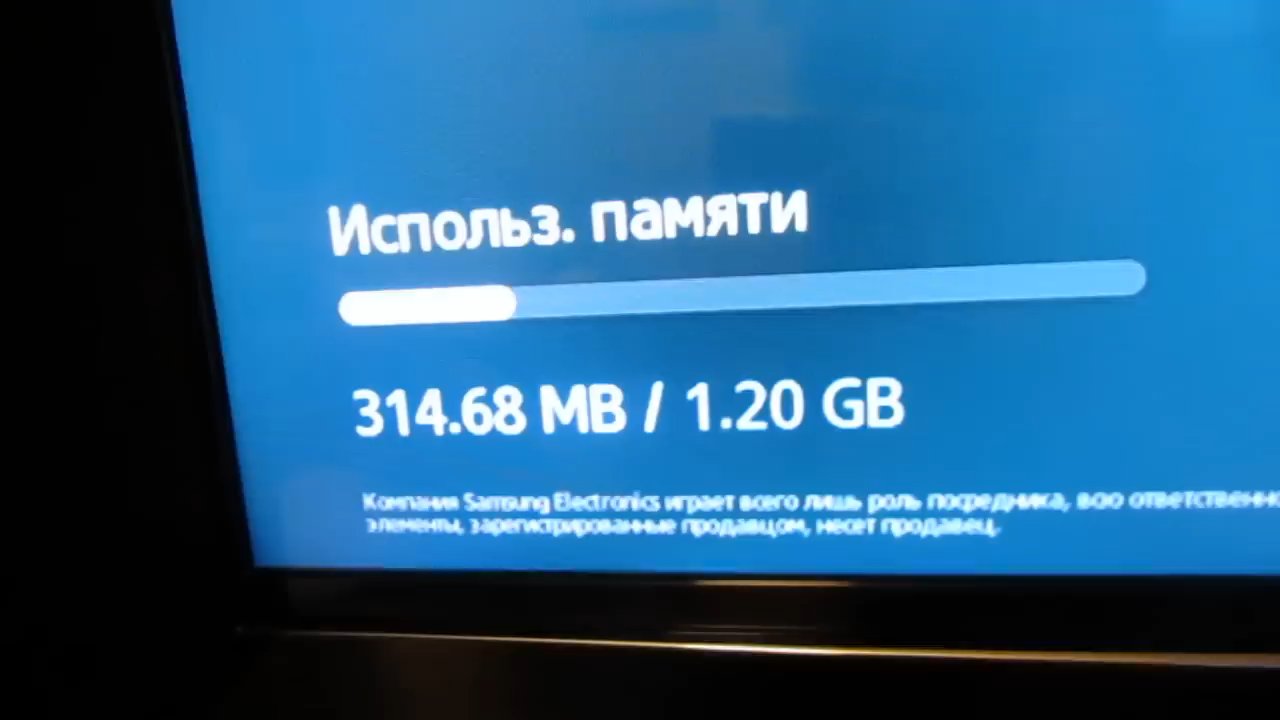 Использ. памяти
314.68 MB / 1.20 GB
Компания Samsung Electronics играет всего лишь роль посредника, всю ответственн
элементы, зарегистрированные продавцом, несет продавец.